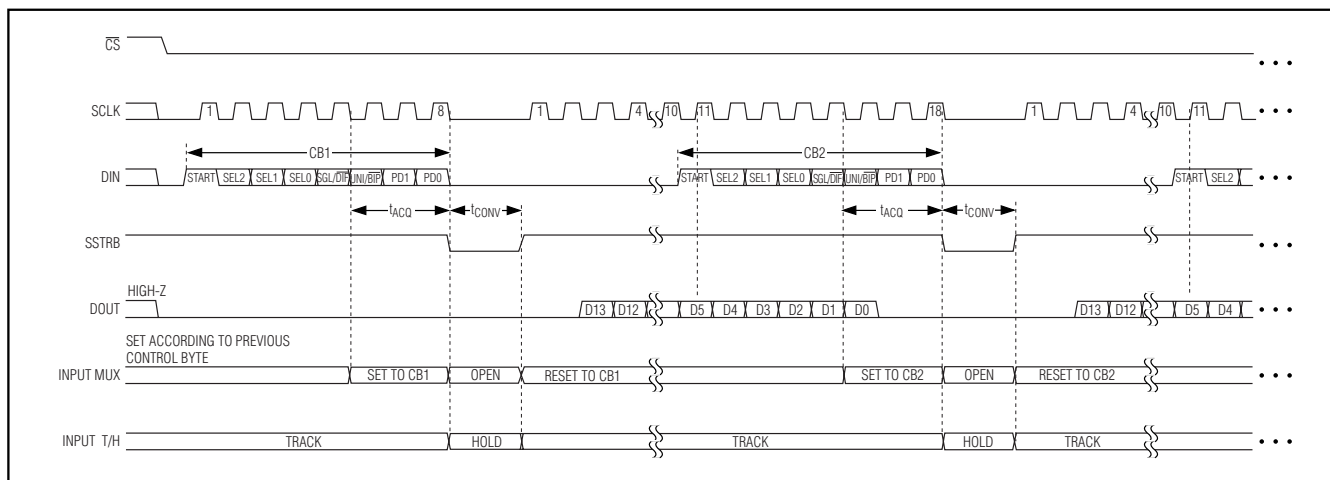 CS
SCLK 1 8 1 4 10 11 18 1 4 10 11
CB1 CB2
DIN START SEL2 SEL1 SEL0 SGL/DIF UNI/BIP PD1 PD0 START SEL2 SEL1 SEL0 SGL/DIF UNI/BIP PD1 PD0 START SEL2
tACQ tCONV tACQ tCONV
SSTRB
HIGH-Z
DOUT D13 D12 D5 D4 D3 D2 D1 D0 D13 D12 D5 D4
SET ACCORDING TO PREVIOUS
CONTROL BYTE
INPUT MUX SET TO CB1 OPEN RESET TO CB1 SET TO CB2 OPEN RESET TO CB2
INPUT T/H TRACK HOLD TRACK HOLD TRACK